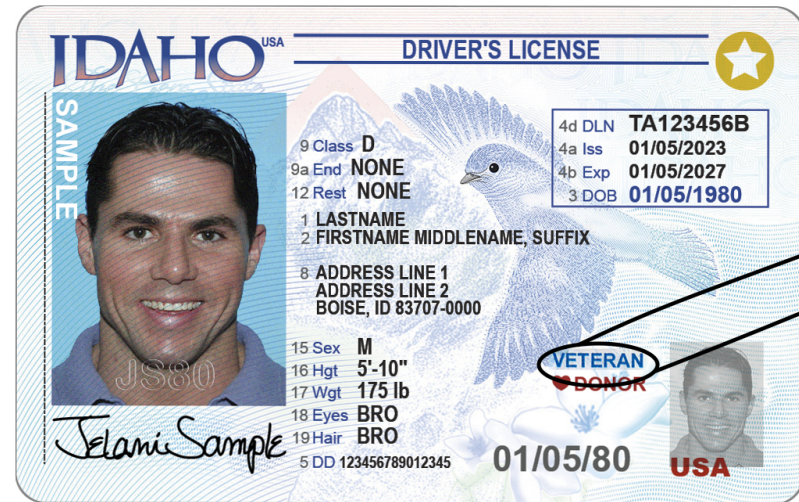 IDAHO USA
DRIVER'S LICENSE
SAMPLE
9 Class D
9a End NONE
12 Rest NONE
1 LASTNAME
2 FIRSTNAME MIDDLENAME, SUFFIX
8 ADDRESS LINE 1
ADDRESS LINE 2
BOISE, ID 83707-0000
4d DLN TA123456B
4a Iss 01/05/2023
4b Exp 01/05/2027
3 DOB 01/05/1980
15 Sex M
16 Hgt 5'-10"
17 Wgt 175 lb
18 Eyes BRO
19 Hair BRO
5 DD 123456789012345
JS80
Jelani Sample
VETERAN
DONOR
01/05/80
USA